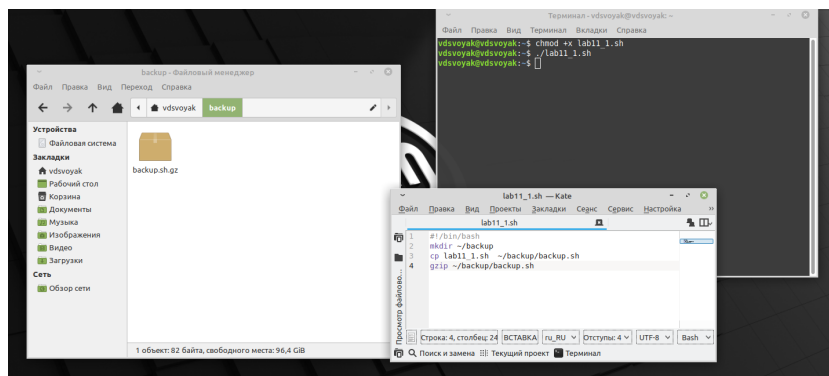 Терминал - vdsvoyak@vdsvoyak: ~
Файл Правка Вид Терминал Вкладки Справка
vdsvoyak@vdsvoyak:~$ chmod +x lab11_1.sh
vdsvoyak@vdsvoyak:~$ ./lab11_1.sh
vdsvoyak@vdsvoyak:~$
backup - Файловый менеджер
Файл Правка Вид Переход Справка
vdsvoyak backup
Устройства
Файловая система
Закладки
vdsvoyak
Рабочий стол
Корзина
Документы
Музыка
Изображения
Видео
Загрузки
Сеть
Обзор сети
backup.sh.gz
1 объект: 82 байта, свободного места: 96,4 GiB
lab11_1.sh — Kate
Файл Правка Вид Проекты Закладки Сеанс Сервис Настройка »
lab11_1.sh
Просмотр файлово...
1 #!/bin/bash
2 mkdir ~/backup
3 cp lab11_1.sh ~/backup/backup.sh
4 gzip ~/backup/backup.sh
Строка: 4, столбец: 24 ВСТАВКА ru_RU Отступы: 4 UTF-8 Bash
Поиск и замена Текущий проект Терминал